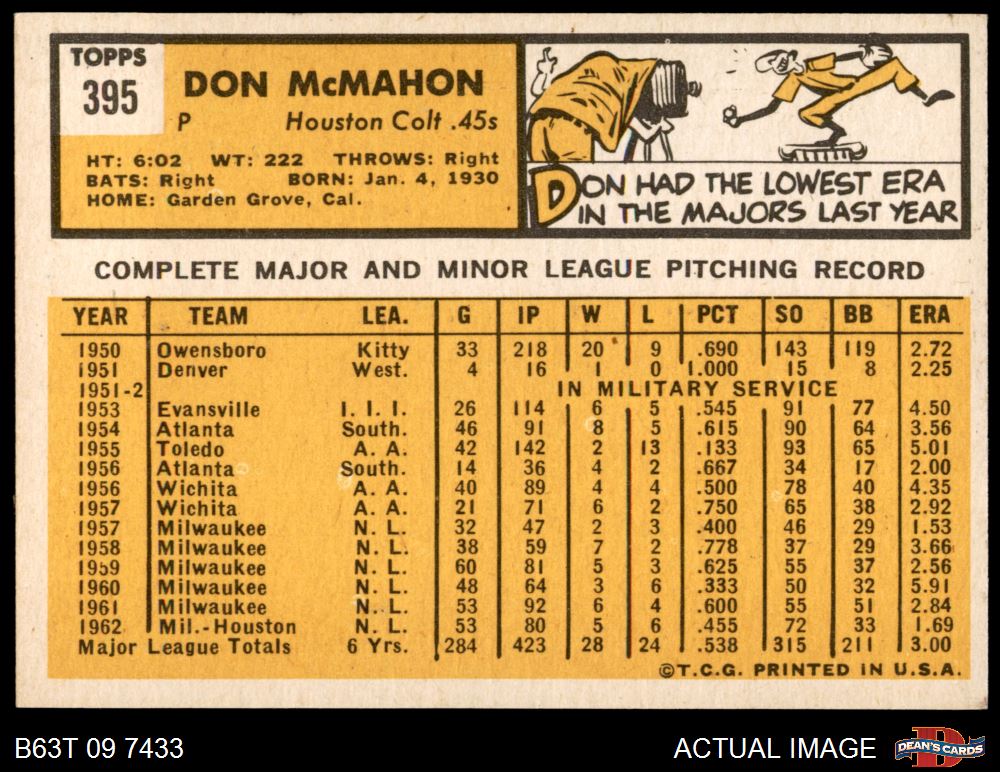 TOPPS
395
DON McMAHON
P Houston Colt .45s
HT: 6:02 WT: 222 THROWS: Right
BATS: Right BORN: Jan. 4, 1930
HOME: Garden Grove, Cal.
DON HAD THE LOWEST ERA
IN THE MAJORS LAST YEAR
COMPLETE MAJOR AND MINOR LEAGUE PITCHING RECORD
YEAR TEAM LEA. G IP W L PCT SO BB ERA
1950 Owensboro Kitty 33 218 20 9 .690 143 119 2.72
1951 Denver West. 4 16 1 0 1.000 15 8 2.25
1951-2 IN MILITARY SERVICE
1953 Evansville I. I. I. 26 114 6 5 .545 91 77 4.50
1954 Atlanta South. 46 91 8 5 .615 90 64 3.56
1955 Toledo A. A. 42 142 2 13 .133 93 65 5.01
1956 Atlanta South. 14 36 4 2 .667 34 17 2.00
1956 Wichita A. A. 40 89 4 4 .500 78 40 4.35
1957 Wichita A. A. 21 71 6 2 .750 65 38 2.92
1957 Milwaukee N. L. 32 47 2 3 .400 46 29 1.53
1958 Milwaukee N. L. 38 59 7 2 .778 37 29 3.66
1959 Milwaukee N. L. 60 81 5 3 .625 55 37 2.56
1960 Milwaukee N. L. 48 64 3 6 .333 50 32 5.91
1961 Milwaukee N. L. 53 92 6 4 .600 55 51 2.84
1962 Mil.-Houston N. L. 53 80 5 6 .455 72 33 1.69
Major League Totals 6 Yrs. 284 423 28 24 .538 315 211 3.00
©T.C.G. PRINTED IN U.S.A.
B63T 09 7433 ACTUAL IMAGE DEAN'S CARDS